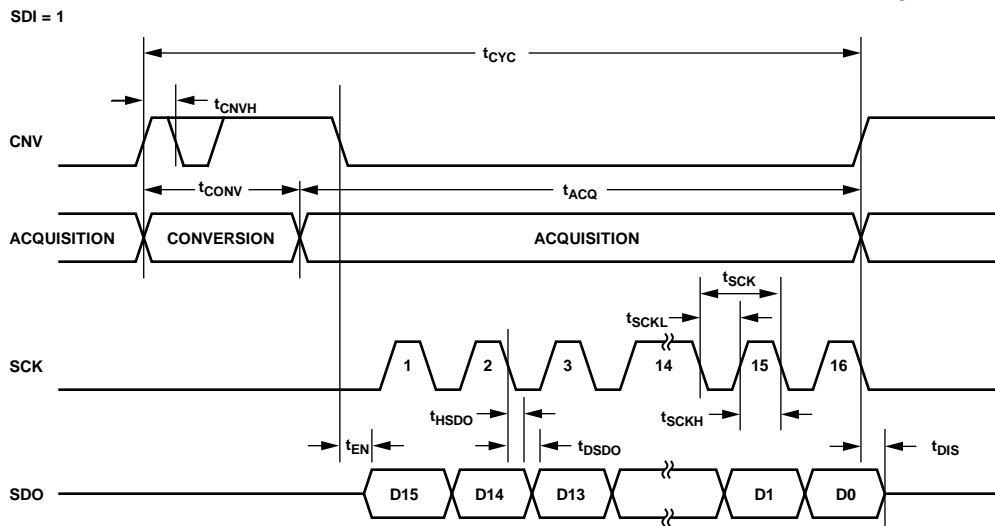 SDI = 1
tCYC
tCNVH
CNV
tCONV tACQ
ACQUISITION CONVERSION ACQUISITION
tSCK
tSCKL
SCK 1 2 3 14 15 16
tHSDO tSCKH
tEN tDSDO tDIS
SDO D15 D14 D13 D1 D0